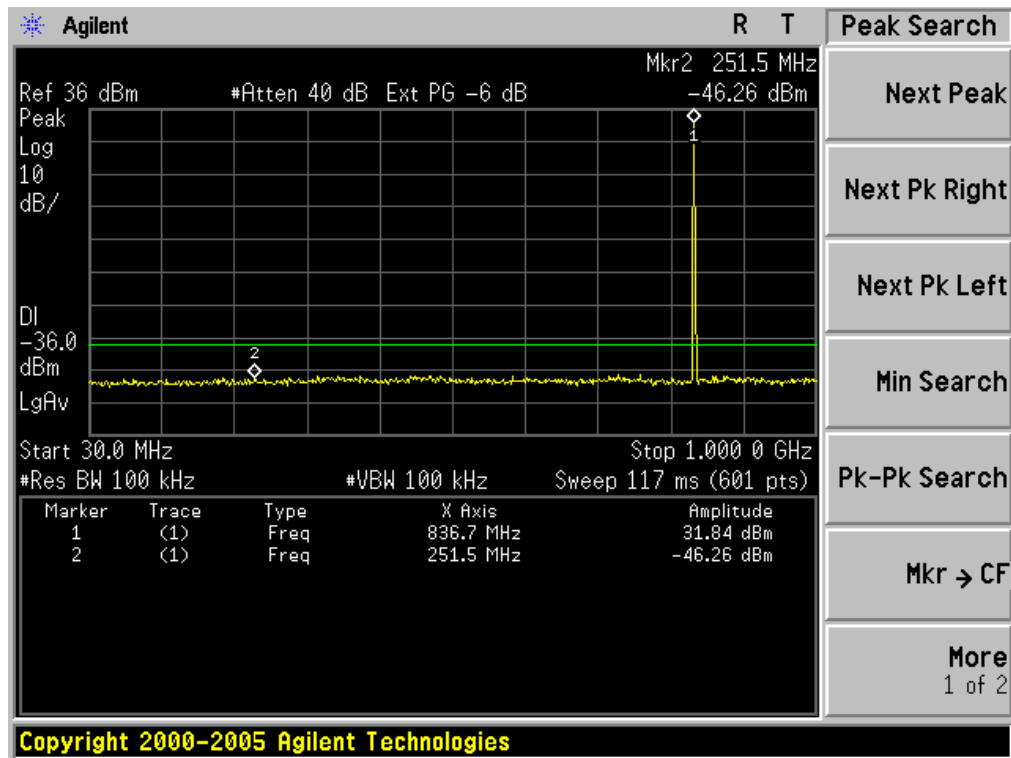 Agilent R T Peak Search
Mkr2 251.5 MHz
Ref 36 dBm #Atten 40 dB Ext PG -6 dB -46.26 dBm
Peak
Log
10
dB/
1
DI
-36.0
dBm
2
LgAv
Start 30.0 MHz Stop 1.000 0 GHz
#Res BW 100 kHz #VBW 100 kHz Sweep 117 ms (601 pts)
Marker Trace Type X Axis Amplitude
1 (1) Freq 836.7 MHz 31.84 dBm
2 (1) Freq 251.5 MHz -46.26 dBm
Next Peak
Next Pk Right
Next Pk Left
Min Search
Pk-Pk Search
Mkr → CF
More
1 of 2
Copyright 2000-2005 Agilent Technologies